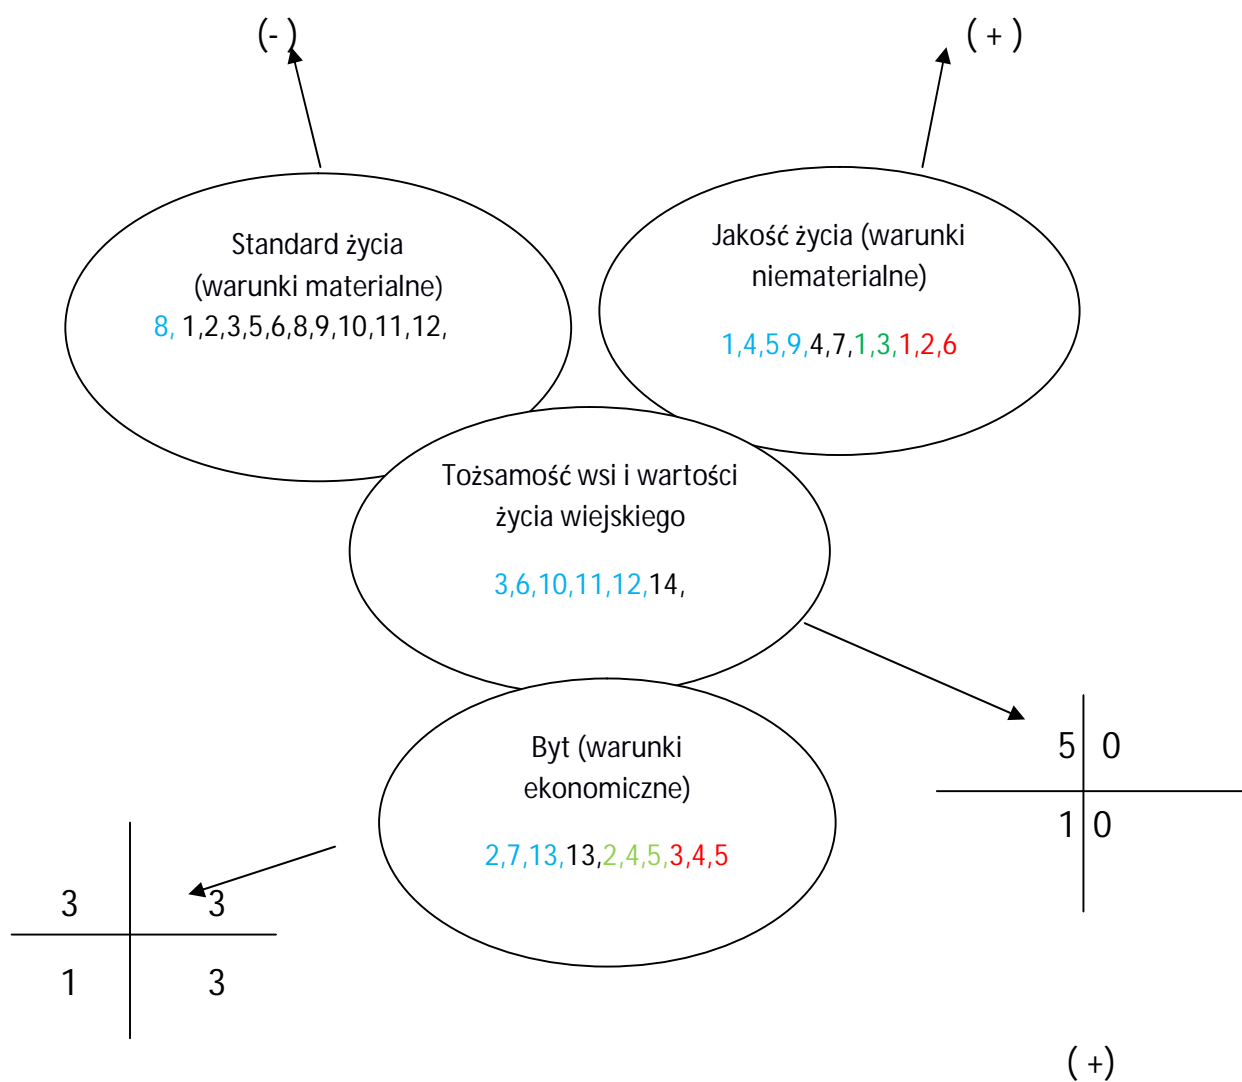 (- )
( + )
Standard życia
(warunki materialne)
8, 1,2,3,5,6,8,9,10,11,12,
Jakość życia (warunki
niematerialne)
1,4,5,9,4,7,1,3,1,2,6
Tożsamość wsi i wartości
życia wiejskiego
3,6,10,11,12,14,
5 0
1 0
Byt (warunki
ekonomiczne)
2,7,13,13,2,4,5,3,4,5
3 3
1 3
( +)